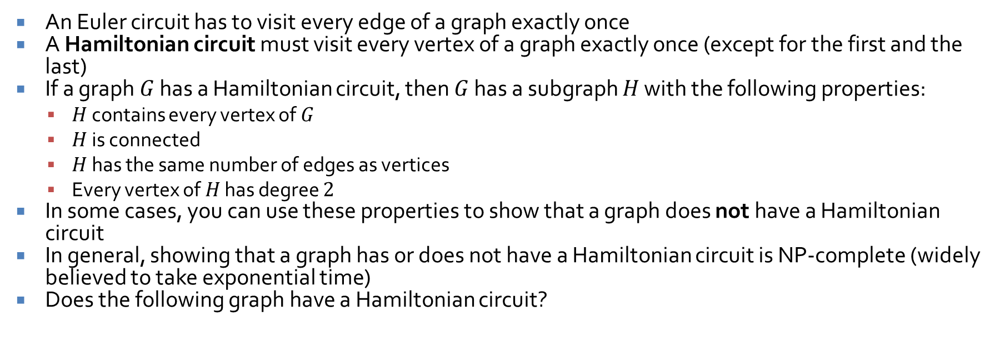 An Euler circuit has to visit every edge of a graph exactly once
A Hamiltonian circuit must visit every vertex of a graph exactly once (except for the first and the
last)
If a graph G has a Hamiltonian circuit, then G has a subgraph H with the following properties:
H contains every vertex of G
H is connected
H has the same number of edges as vertices
Every vertex of H has degree 2
In some cases, you can use these properties to show that a graph does not have a Hamiltonian
circuit
In general, showing that a graph has or does not have a Hamiltonian circuit is NP-complete (widely
believed to take exponential time)
Does the following graph have a Hamiltonian circuit?